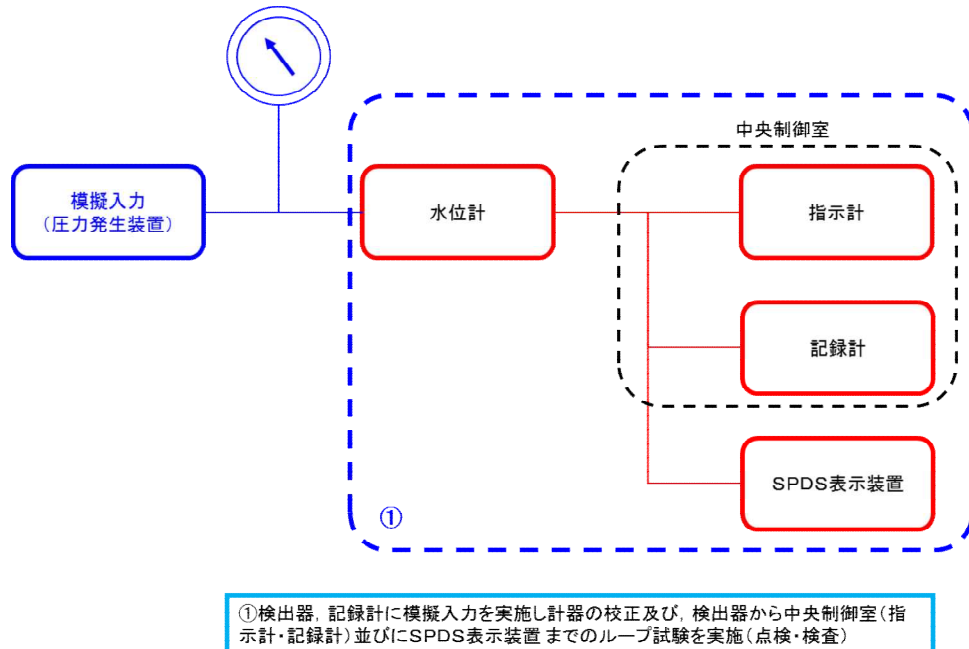 中央制御室
模擬入力
(圧力発生装置)
水位計
指示計
記録計
SPDS表示装置
①
①検出器, 記録計に模擬入力を実施し計器の校正及び, 検出器から中央制御室(指
示計・記録計)並びにSPDS表示装置までのループ試験を実施(点検・検査)